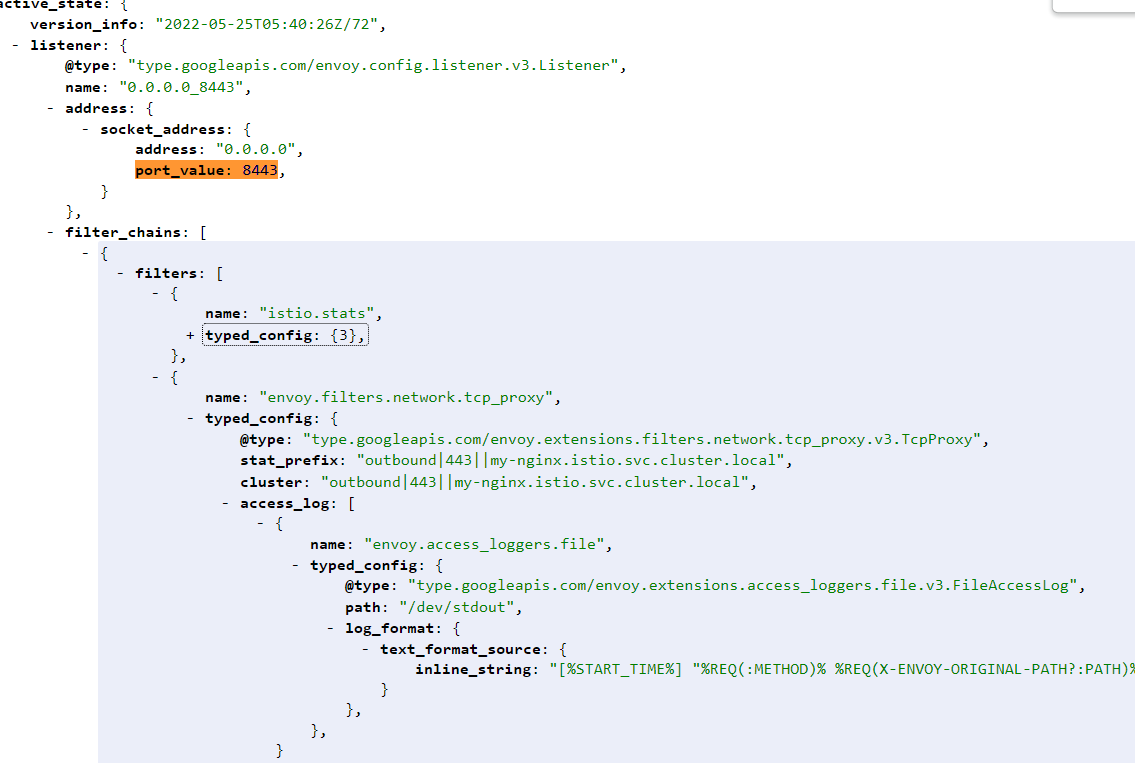 active_state: {
version_info: "2022-05-25T05:40:26Z/72",
- listener: {
@type: "type.googleapis.com/envoy.config.listener.v3.Listener",
name: "0.0.0.0_8443",
- address: {
- socket_address: {
address: "0.0.0.0",
port_value: 8443,
}
},
- filter_chains: [
- {
- filters: [
- {
name: "istio.stats",
+ typed_config: {3},
},
- {
name: "envoy.filters.network.tcp_proxy",
- typed_config: {
@type: "type.googleapis.com/envoy.extensions.filters.network.tcp_proxy.v3.TcpProxy",
stat_prefix: "outbound|443||my-nginx.istio.svc.cluster.local",
cluster: "outbound|443||my-nginx.istio.svc.cluster.local",
- access_log: [
- {
name: "envoy.access_loggers.file",
- typed_config: {
@type: "type.googleapis.com/envoy.extensions.access_loggers.file.v3.FileAccessLog",
path: "/dev/stdout",
- log_format: {
- text_format_source: {
inline_string: "[%START_TIME%] "%REQ(:METHOD)% %REQ(X-ENVOY-ORIGINAL-PATH?:PATH)%
}
},
},
}